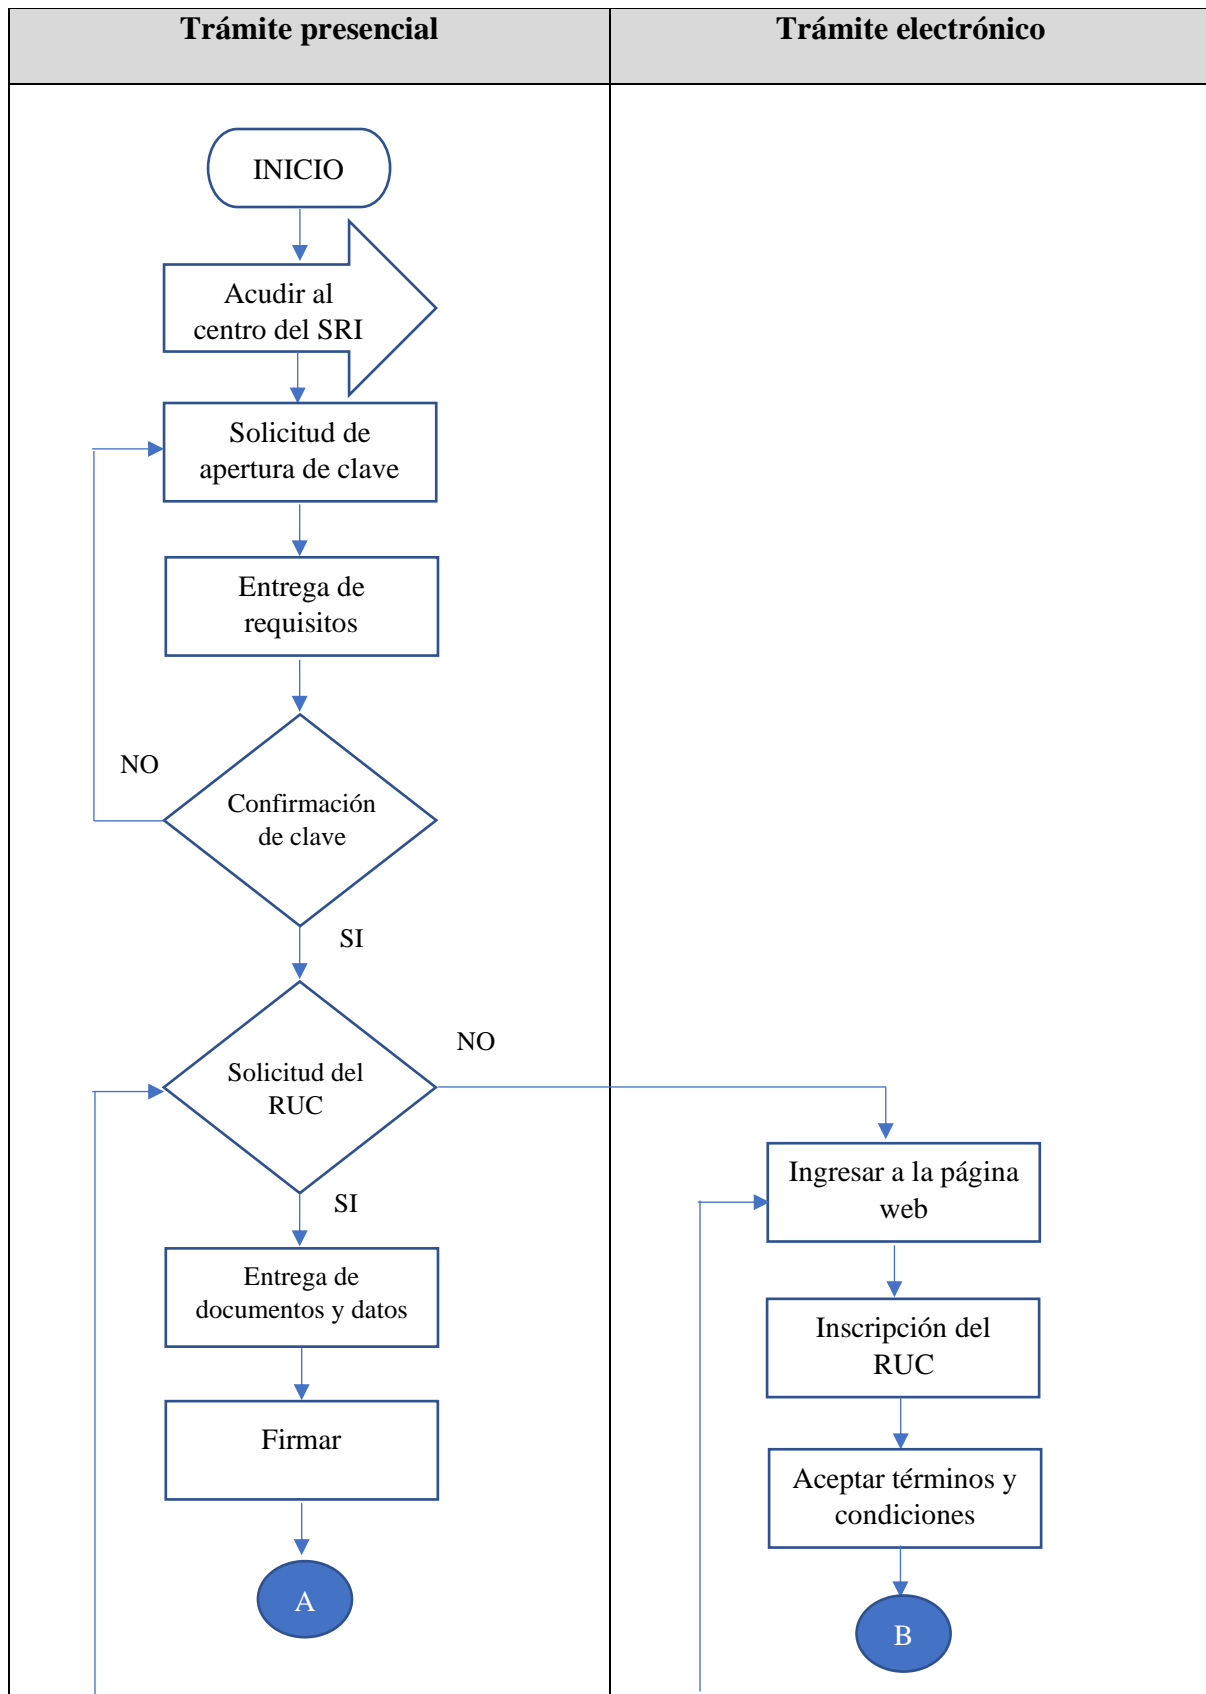 Trámite presencial
Trámite electrónico
INICIO
Acudir al
centro del SRI
Solicitud de
apertura de clave
Entrega de
requisitos
NO
Confirmación
de clave
SI
Solicitud del
RUC
NO
SI
Entrega de
documentos y datos
Firmar
A
Ingresar a la página
web
Inscripción del
RUC
Aceptar términos y
condiciones
B